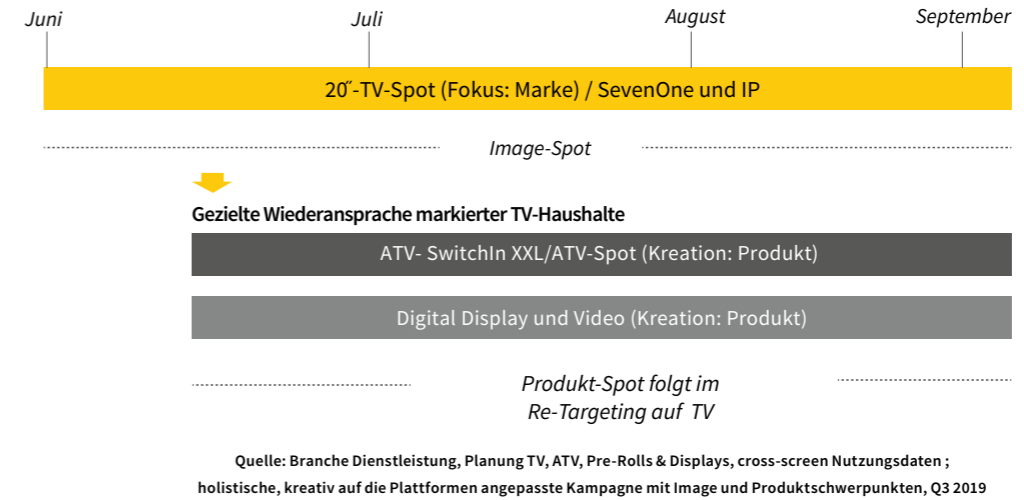 Juni Juli August September
20˝-TV-Spot (Fokus: Marke) / SevenOne und IP
Image-Spot
Gezielte Wiederansprache markierter TV-Haushalte
ATV- SwitchIn XXL/ATV-Spot (Kreation: Produkt)
Digital Display und Video (Kreation: Produkt)
Produkt-Spot folgt im
Re-Targeting auf TV
Quelle: Branche Dienstleistung, Planung TV, ATV, Pre-Rolls & Displays, cross-screen Nutzungsdaten ;
holistische, kreativ auf die Plattformen angepasste Kampagne mit Image und Produktschwerpunkten, Q3 2019